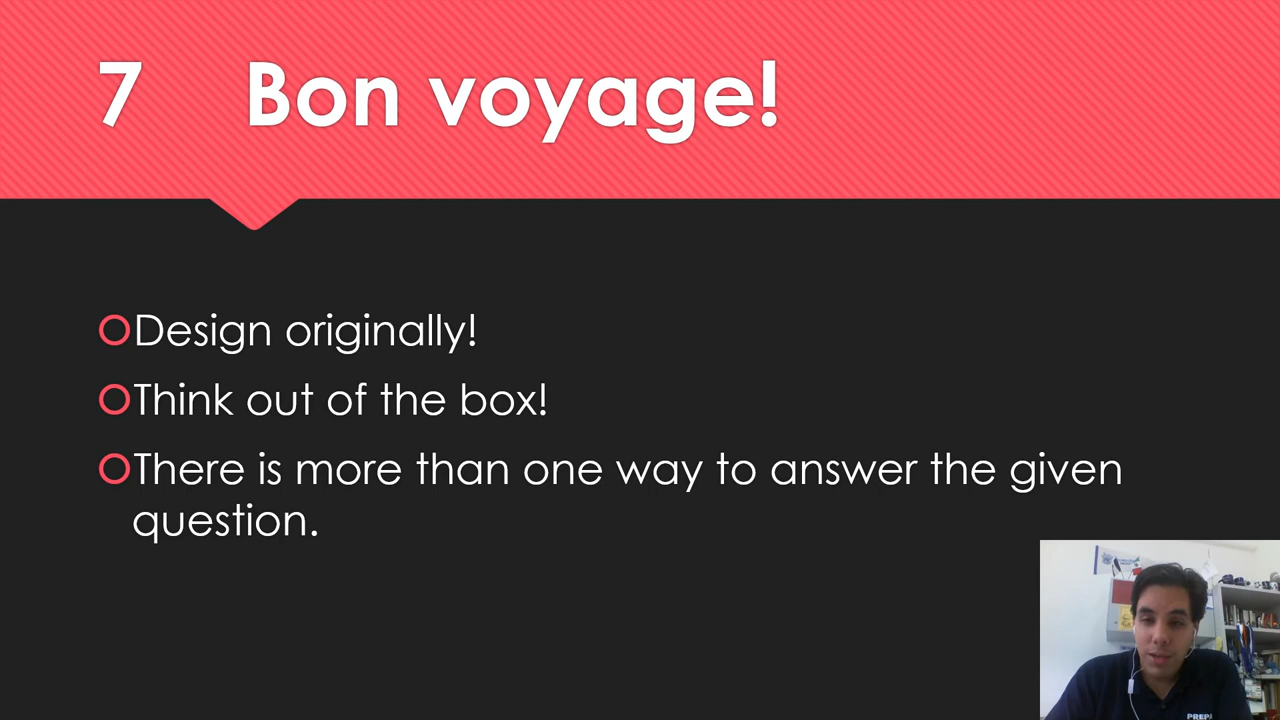 7 Bon voyage!
Design originally!
Think out of the box!
There is more than one way to answer the given
question.
PREPA